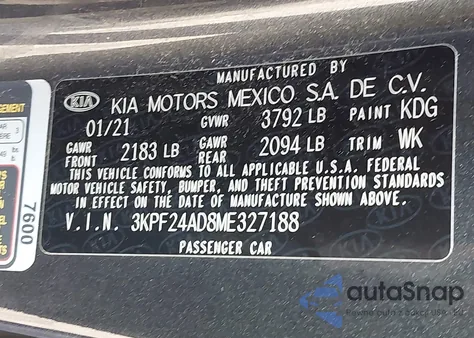 MANUFACTURED BY
KIA KIA MOTORS MEXICO S.A. DE C.V.
01/21 GVWR 3792 LB PAINT KDG
GAWR FRONT 2183 LB GAWR REAR 2094 LB TRIM WK
THIS VEHICLE CONFORMS TO ALL APPLICABLE U.S.A. FEDERAL
MOTOR VEHICLE SAFETY, BUMPER, AND THEFT PREVENTION STANDARDS
IN EFFECT ON THE DATE OF MANUFACTURE SHOWN ABOVE.
V.I.N. 3KPF24AD8ME327188
PASSENGER CAR
7600
autaSnap